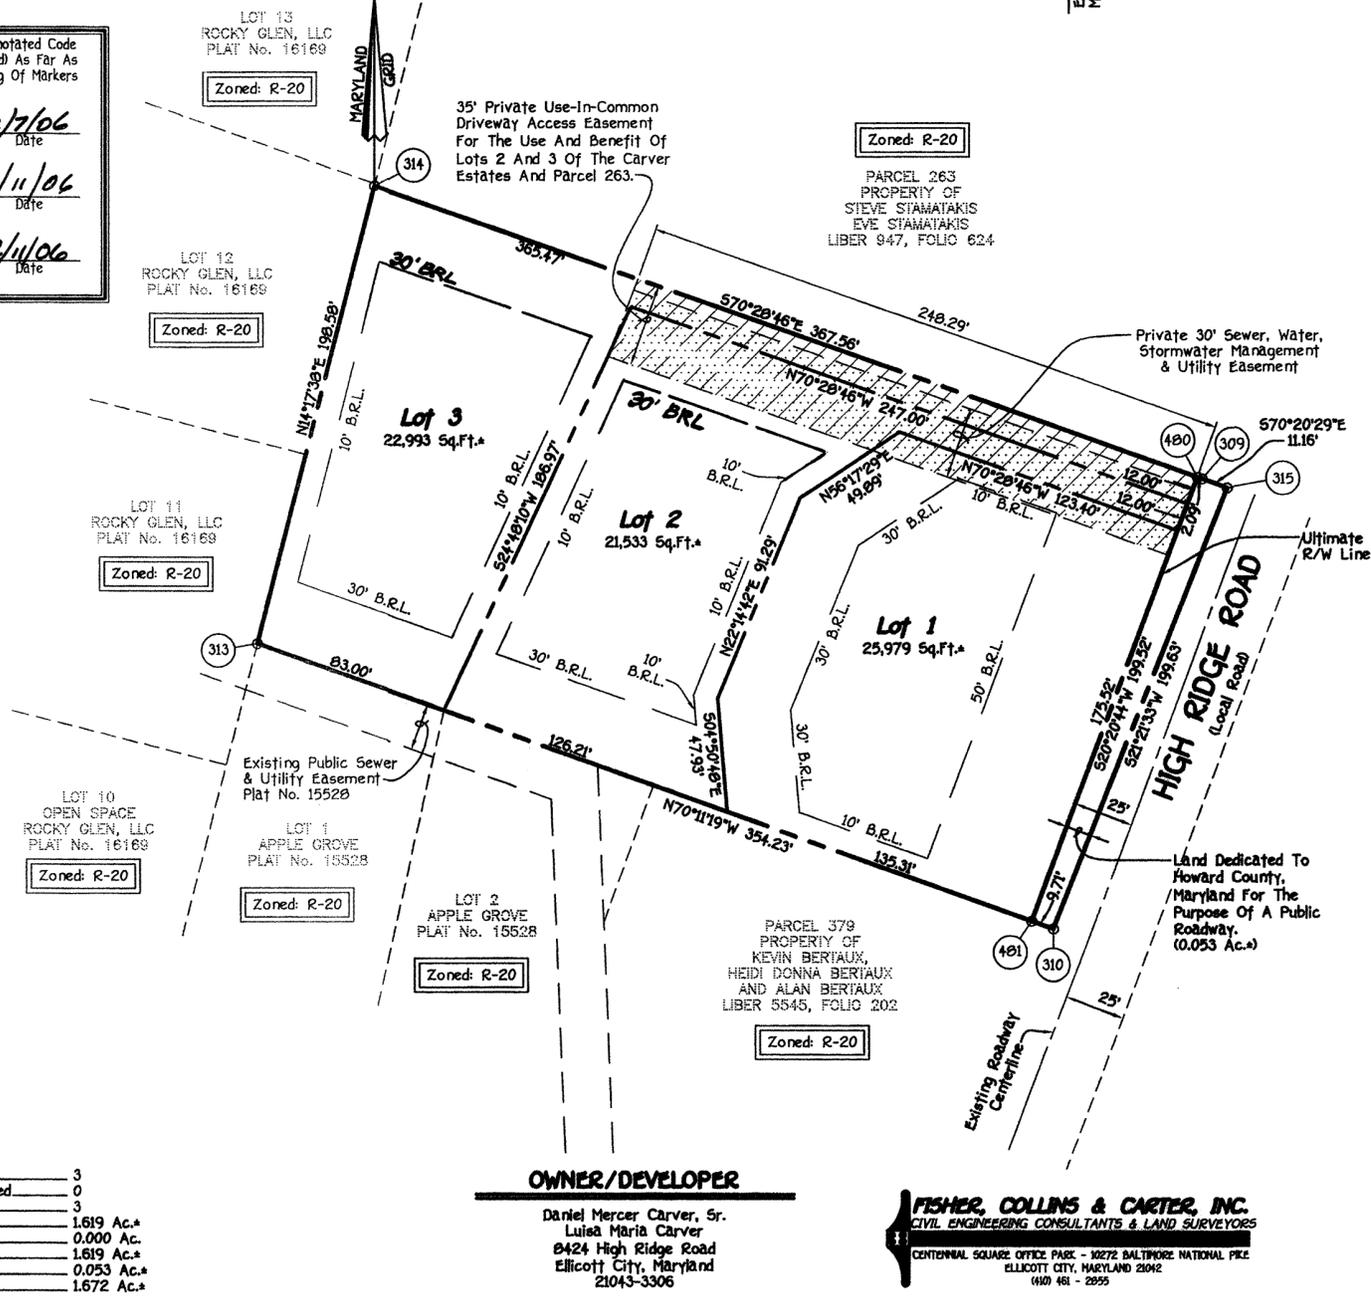 LOT 13
ROCKY GLEN, LLC
PLAT No. 16169
Zoned: R-20
MARYLAND
GRID
notated Code
d) As Far As
g Of Markers
/7/06
Date
/11/06
Date
/11/06
Date
314
35' Private Use-In-Common
Driveway Access Easement
For The Use And Benefit Of
Lots 2 And 3 Of The Carver
Estates And Parcel 263.
Zoned: R-20
PARCEL 263
PROPERTY OF
STEVE STAMATAKIS
EVE STAMATAKIS
LIBER 947, FOLIO 624
LOT 12
ROCKY GLEN, LLC
PLAT No. 16169
Zoned: R-20
365.47'
30' BRL
S70°28'46"E 367.56'
248.29'
Private 30' Sewer, Water,
Stormwater Management
& Utility Easement
N14°17'38"E 198.58'
N70°28'46"W 247.00'
10' B.R.L.
Lot 3
22,993 Sq.Ft.±
10' B.R.L.
S24°48'10"W 186.97'
30' BRL
10'
B.R.L.
N56°17'29"E
49.89'
480
309
S70°20'29"E
11.16'
315
12.00'
12.00'
N70°28'46"W 123.40'
2.09'
10' B.R.L.
30' B.R.L.
LOT 11
ROCKY GLEN, LLC
PLAT No. 16169
Zoned: R-20
10' B.R.L.
Lot 2
21,533 Sq.Ft.±
Ultimate
R/W Line
30' B.R.L.
10' B.R.L.
N22°14'42"E 91.29'
30' B.R.L.
Lot 1
25,979 Sq.Ft.±
50' B.R.L.
HIGH RIDGE ROAD
(Local Road)
313
83.00'
30' B.R.L.
10'
B.R.L.
S04°50'48"E
47.93'
30' B.R.L.
175.52'
S20°20'44"W 199.52'
S21°21'33"W 199.63'
Existing Public Sewer
& Utility Easement
Plat No. 15528
126.21'
N70°11'19"W 354.23'
10' B.R.L.
135.31'
25'
9.71'
Land Dedicated To
Howard County,
Maryland For The
Purpose Of A Public
Roadway.
(0.053 Ac.±)
LOT 10
OPEN SPACE
ROCKY GLEN, LLC
PLAT No. 16169
Zoned: R-20
LOT 1
APPLE GROVE
PLAT No. 15528
Zoned: R-20
LOT 2
APPLE GROVE
PLAT No. 15528
Zoned: R-20
PARCEL 379
PROPERTY OF
KEVIN BERTAUX,
HEIDI DONNA BERTAUX
AND ALAN BERTAUX
LIBER 5545, FOLIO 202
Zoned: R-20
481
310
25'
Existing Roadway
Centerline
3
ed 0
3
1.619 Ac.±
0.000 Ac.
1.619 Ac.±
0.053 Ac.±
1.672 Ac.±
OWNER/DEVELOPER
Daniel Mercer Carver, Sr.
Luisa Maria Carver
8424 High Ridge Road
Ellicott City, Maryland
21043-3306
FISHER, COLLINS & CARTER, INC.
CIVIL ENGINEERING CONSULTANTS & LAND SURVEYORS
CENTENNIAL SQUARE OFFICE PARK - 10272 BALTIMORE NATIONAL PIKE
ELLICOTT CITY, MARYLAND 21042
(410) 461 - 2855